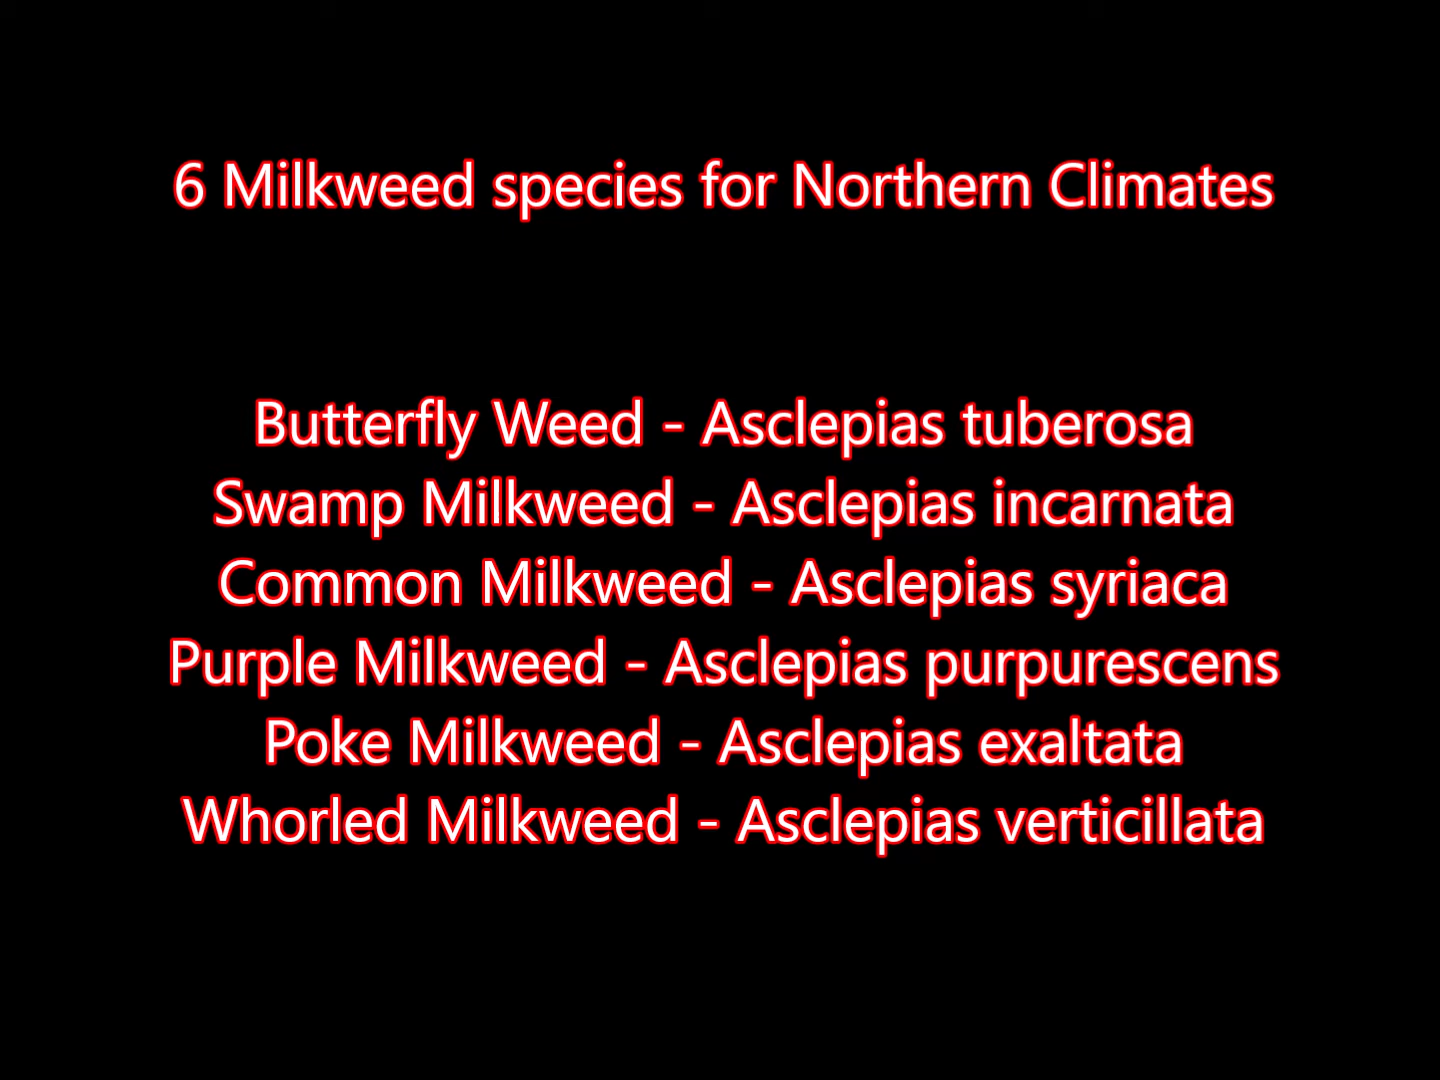 6 Milkweed species for Northern Climates
Butterfly Weed - Asclepias tuberosa
Swamp Milkweed - Asclepias incarnata
Common Milkweed - Asclepias syriaca
Purple Milkweed - Asclepias purpurescens
Poke Milkweed - Asclepias exaltata
Whorled Milkweed - Asclepias verticillata